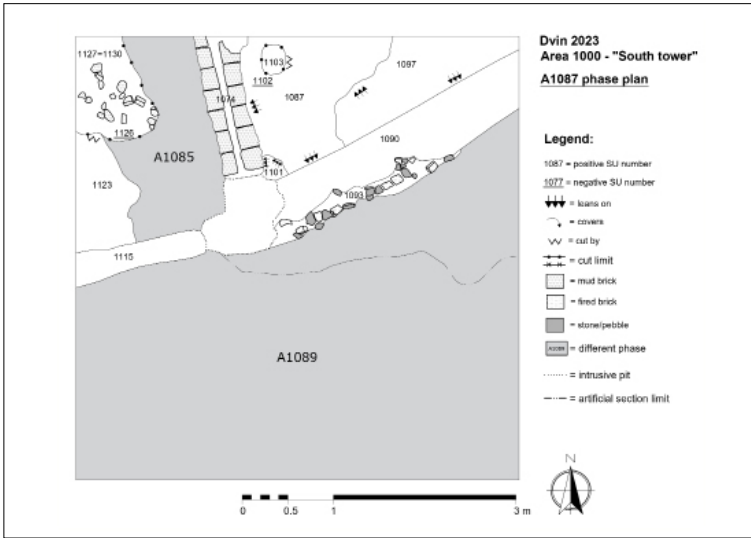 Dvin 2023
Area 1000 - "South tower"
A1087 phase plan
1127=1130
1103
1102
1097
1074
1087
1126
A1085
1101
1090
1123
1093
1115
A1089
Legend:
1087 = positive SU number
1077 = negative SU number
= leans on
= covers
= cut by
= cut limit
= mud brick
= fired brick
= stone/pebble
A1089 = different phase
= intrusive pit
= artificial section limit
N
0 0.5 1 3 m